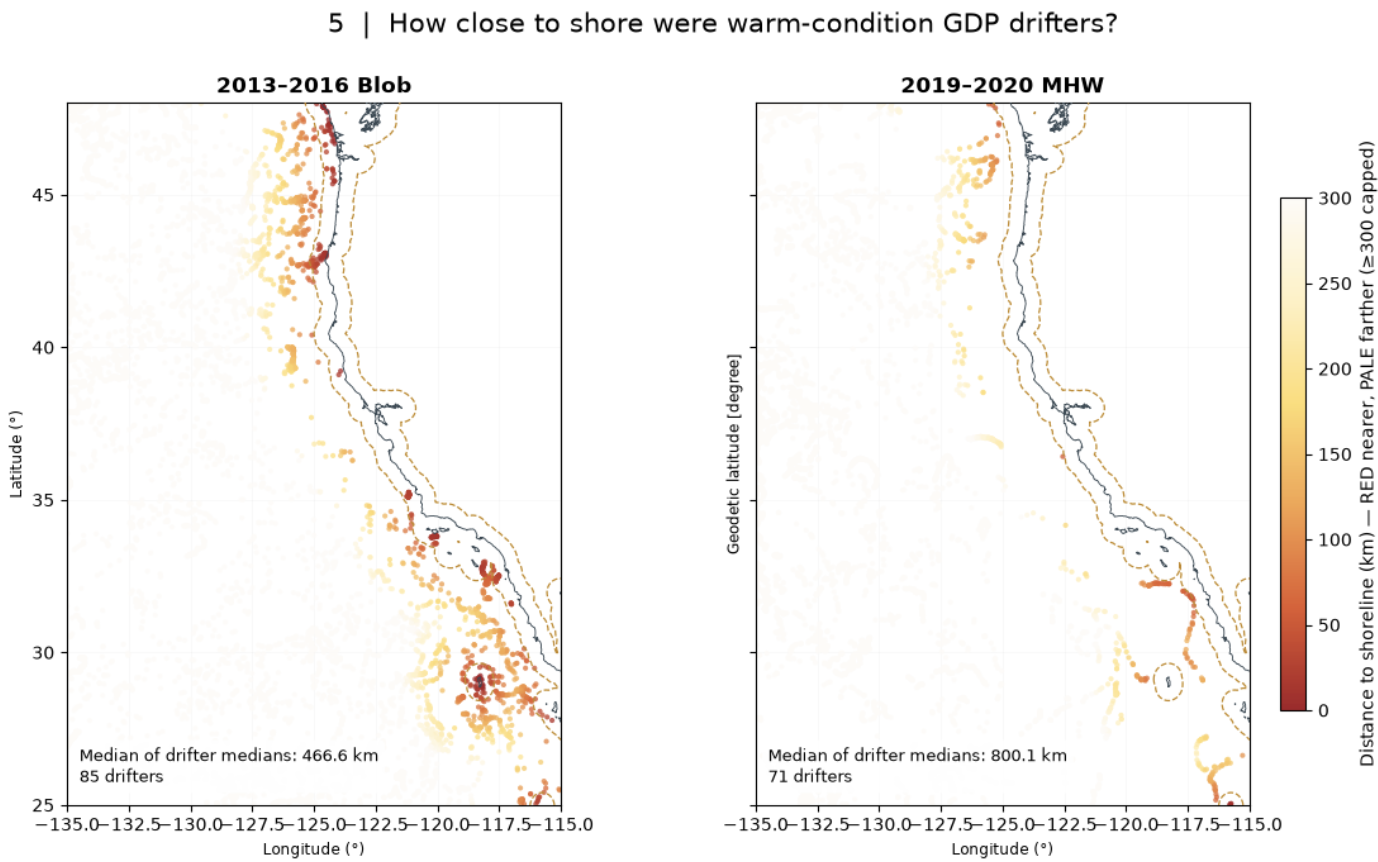 5 | How close to shore were warm-condition GDP drifters?
2013–2016 Blob
2019–2020 MHW
45
40
35
30
25
Latitude (°)
Median of drifter medians: 466.6 km
85 drifters
−135.0 −132.5 −130.0 −127.5 −125.0 −122.5 −120.0 −117.5 −115.0
Longitude (°)
Geodetic latitude [degree]
Median of drifter medians: 800.1 km
71 drifters
−135.0 −132.5 −130.0 −127.5 −125.0 −122.5 −120.0 −117.5 −115.0
Longitude (°)
300
250
200
150
100
50
0
Distance to shoreline (km) — RED nearer, PALE farther (≥300 capped)